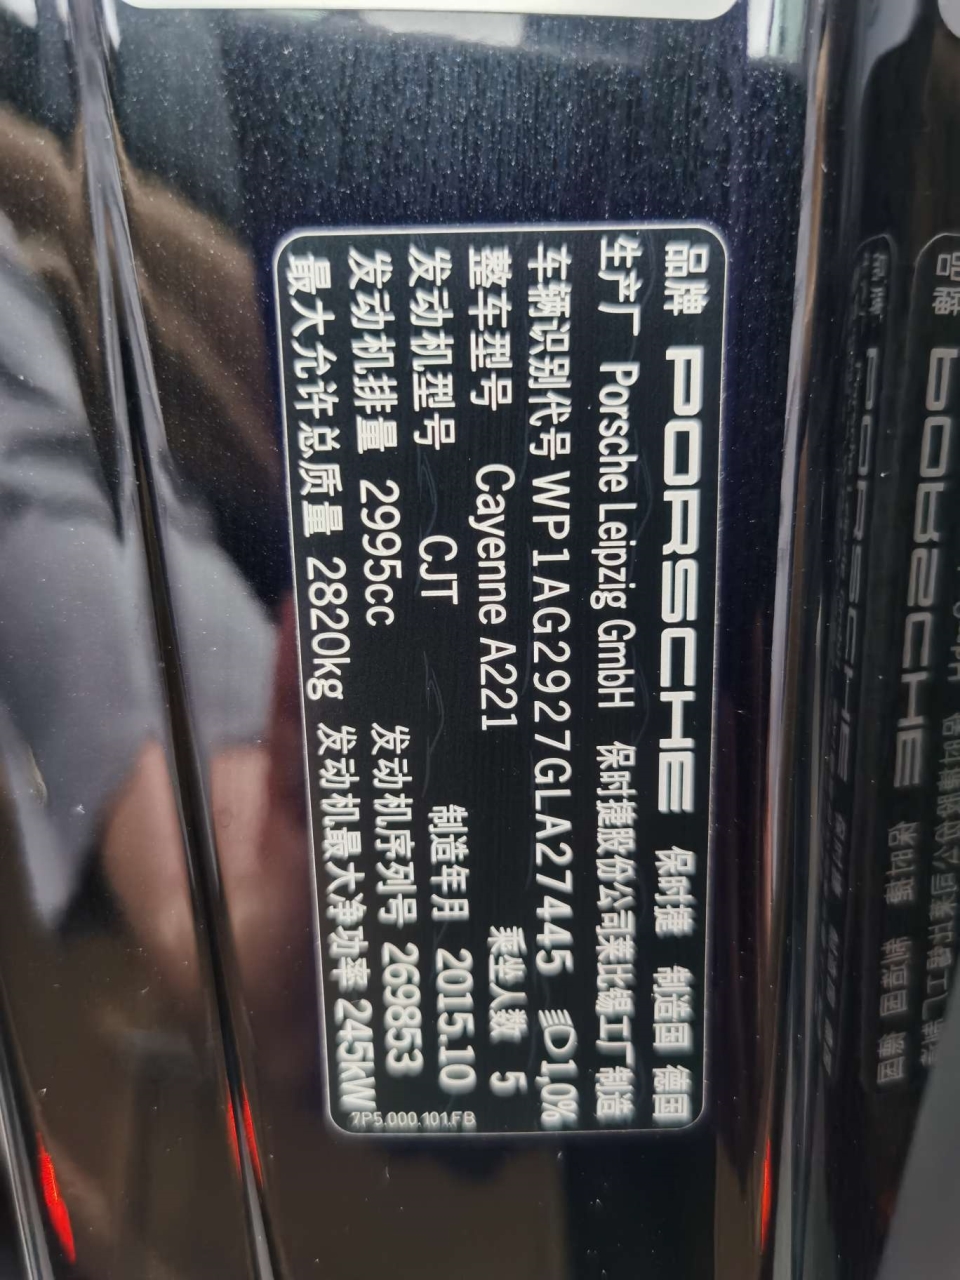 品牌 PORSCHE 保时捷 制造国 德国
生产厂 Porsche Leipzig GmbH 保时捷股份公司莱比锡工厂制造
车辆识别代号 WP1AG2927GLA27445 1,0%
整车型号 Cayenne A221 乘坐人数 5
发动机型号 CJT 制造年月 2015.10
发动机排量 2995cc 发动机序列号 269853
最大允许总质量 2820kg 发动机最大净功率 245kW
7P5.000.101.FB